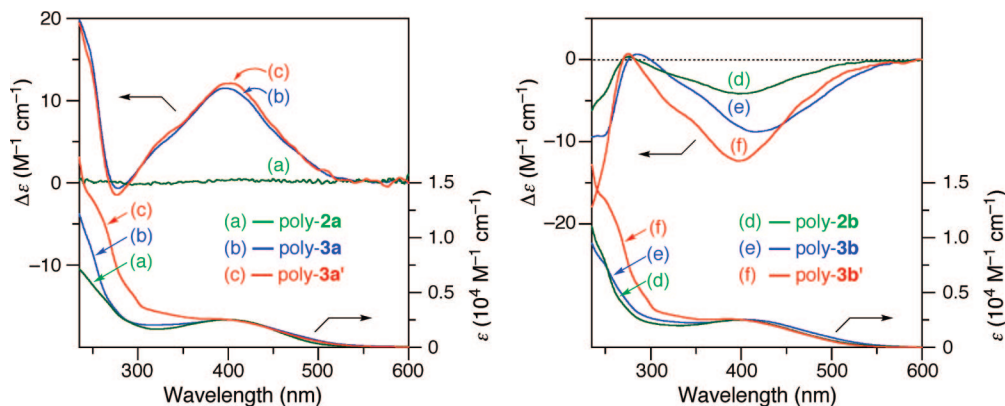 20
10
0
−10
Δε (M⁻¹ cm⁻¹)
(c)
(b)
(a)
(c)
(b)
(a)
(a) — poly-2a
(b) — poly-3a
(c) — poly-3a'
1.5
1.0
0.5
0
ε (10⁴ M⁻¹ cm⁻¹)
300 400 500 600
Wavelength (nm)
0
−10
−20
Δε (M⁻¹ cm⁻¹)
(d)
(e)
(f)
(f)
(e)
(d)
(d) — poly-2b
(e) — poly-3b
(f) — poly-3b'
1.5
1.0
0.5
0
ε (10⁴ M⁻¹ cm⁻¹)
300 400 500 600
Wavelength (nm)